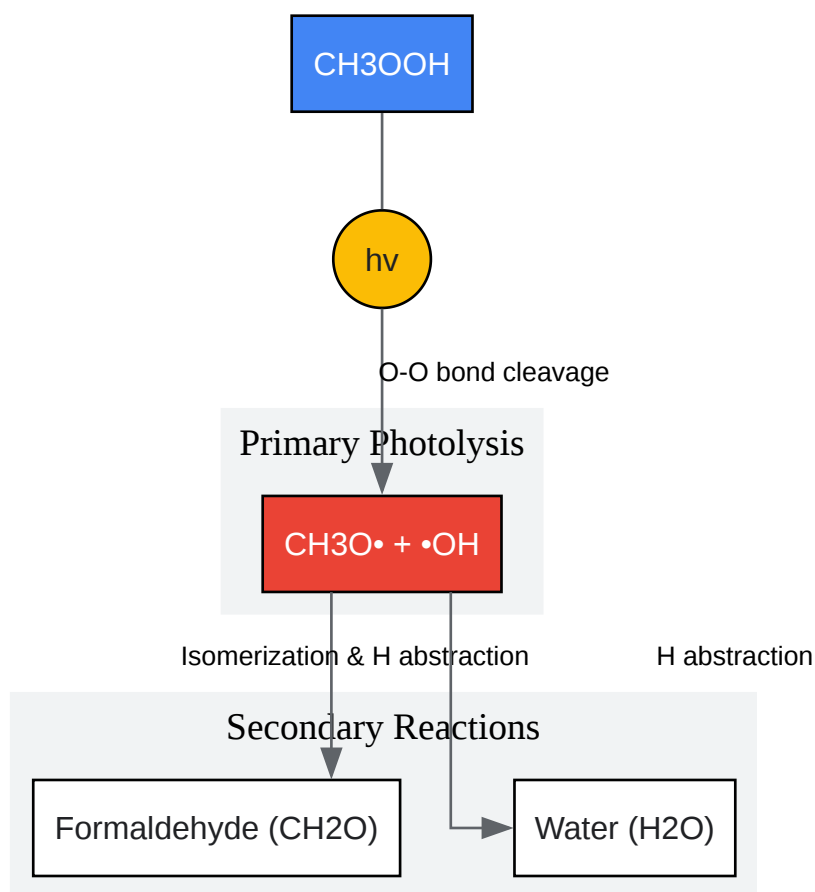 CH3OOH
hv
O-O bond cleavage
Primary Photolysis
CH3O• + •OH
Isomerization & H abstraction
H abstraction
Secondary Reactions
Formaldehyde (CH2O)
Water (H2O)